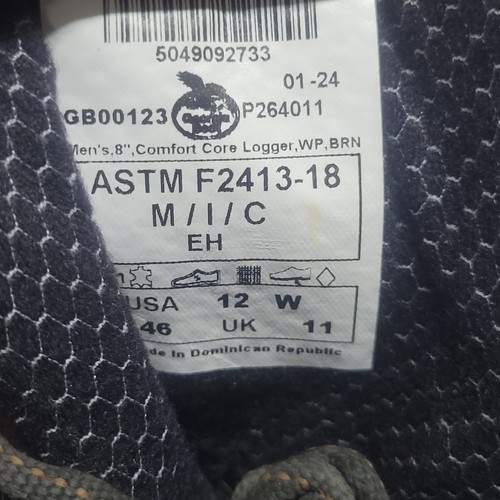 5049092733
01-24
GB00123 P264011
Men's,8",Comfort Core Logger,WP,BRN
ASTM F2413-18
M / I / C
EH
USA 12 W
46 UK 11
in Dominican Republic